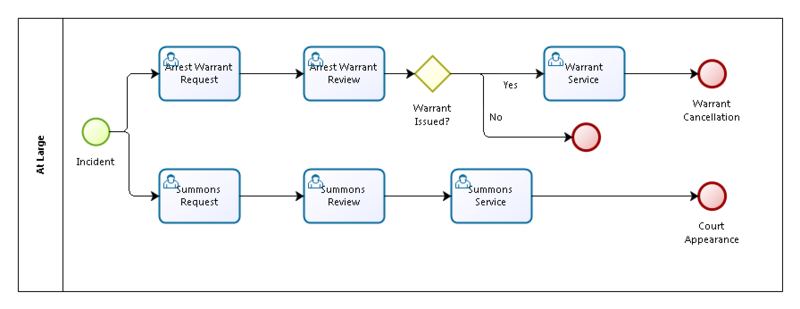 At Large
Incident
Arrest Warrant
Request
Arrest Warrant
Review
Warrant
Issued?
Yes
No
Warrant
Service
Warrant
Cancellation
Summons
Request
Summons
Review
Summons
Service
Court
Appearance